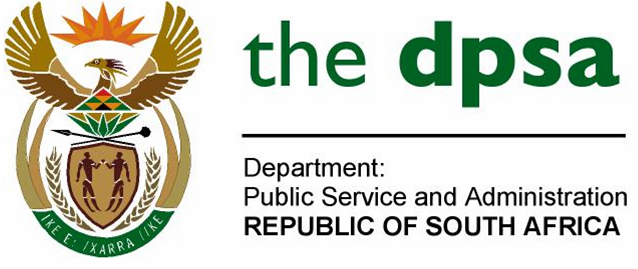 the dpsa
Department:
Public Service and Administration
REPUBLIC OF SOUTH AFRICA
!KE E: /XARRA //KE